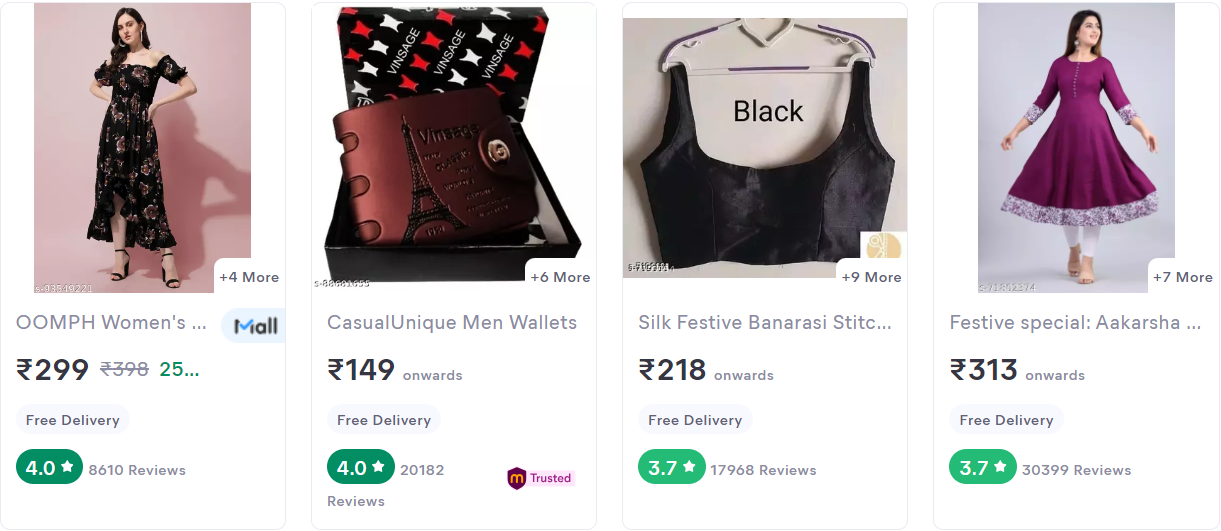 VINSAGE
VINSAGE
VINSAGE
Vinsage
Black
+4 More
+6 More
+9 More
+7 More
OOMPH Women's ...
Mall
CasualUnique Men Wallets
Silk Festive Banarasi Stitc...
Festive special: Aakarsha ...
₹299 ₹398 25...
₹149 onwards
₹218 onwards
₹313 onwards
Free Delivery
Free Delivery
Free Delivery
Free Delivery
4.0 ★ 8610 Reviews
4.0 ★ 20182
Reviews
m Trusted
3.7 ★ 17968 Reviews
3.7 ★ 30399 Reviews